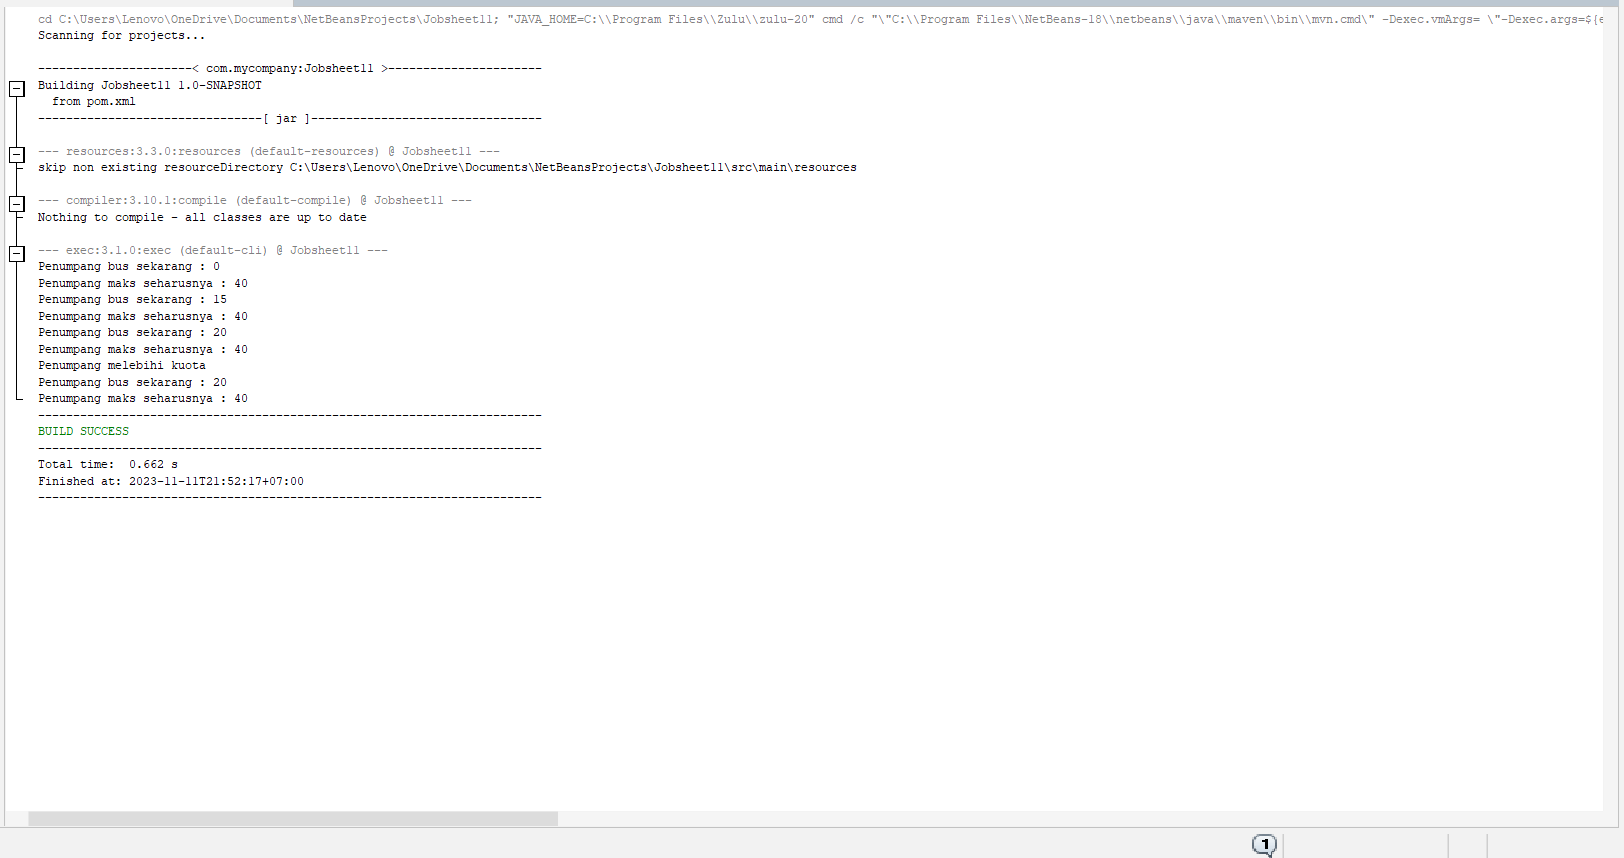 cd C:\Users\Lenovo\OneDrive\Documents\NetBeansProjects\Jobsheet11; "JAVA_HOME=C:\\Program Files\\Zulu\\zulu-20" cmd /c "\"C:\\Program Files\\NetBeans-18\\netbeans\\java\\maven\\bin\\mvn.cmd\" -Dexec.vmArgs= \"-Dexec.args=${e
Scanning for projects...
----------------------< com.mycompany:Jobsheet11 >----------------------
Building Jobsheet11 1.0-SNAPSHOT
  from pom.xml
--------------------------------[ jar ]---------------------------------
--- resources:3.3.0:resources (default-resources) @ Jobsheet11 ---
skip non existing resourceDirectory C:\Users\Lenovo\OneDrive\Documents\NetBeansProjects\Jobsheet11\src\main\resources
--- compiler:3.10.1:compile (default-compile) @ Jobsheet11 ---
Nothing to compile - all classes are up to date
--- exec:3.1.0:exec (default-cli) @ Jobsheet11 ---
Penumpang bus sekarang : 0
Penumpang maks seharusnya : 40
Penumpang bus sekarang : 15
Penumpang maks seharusnya : 40
Penumpang bus sekarang : 20
Penumpang maks seharusnya : 40
Penumpang melebihi kuota
Penumpang bus sekarang : 20
Penumpang maks seharusnya : 40
------------------------------------------------------------------------
BUILD SUCCESS
------------------------------------------------------------------------
Total time:  0.662 s
Finished at: 2023-11-11T21:52:17+07:00
------------------------------------------------------------------------
1